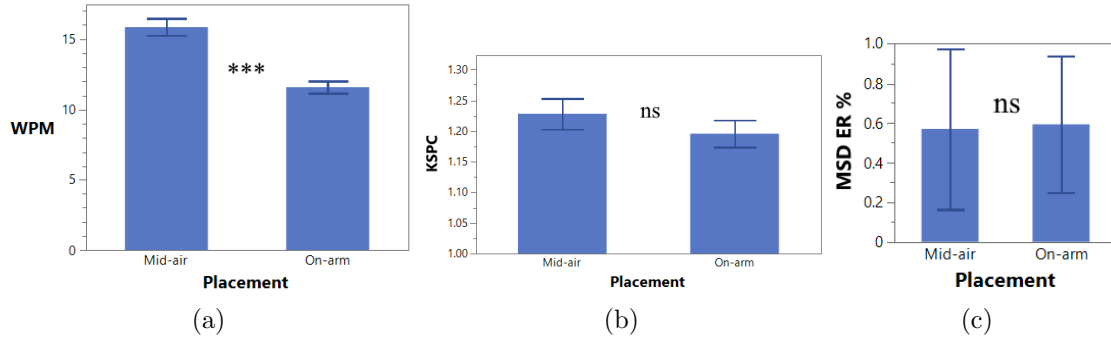 15
10
5
0
WPM
***
Mid-air
On-arm
Placement
(a)
1.30
1.25
1.20
1.15
1.10
1.05
1.00
KSPC
ns
Mid-air
On-arm
Placement
(b)
1.0
0.8
0.6
0.4
0.2
0
MSD ER %
ns
Mid-air
On-arm
Placement
(c)